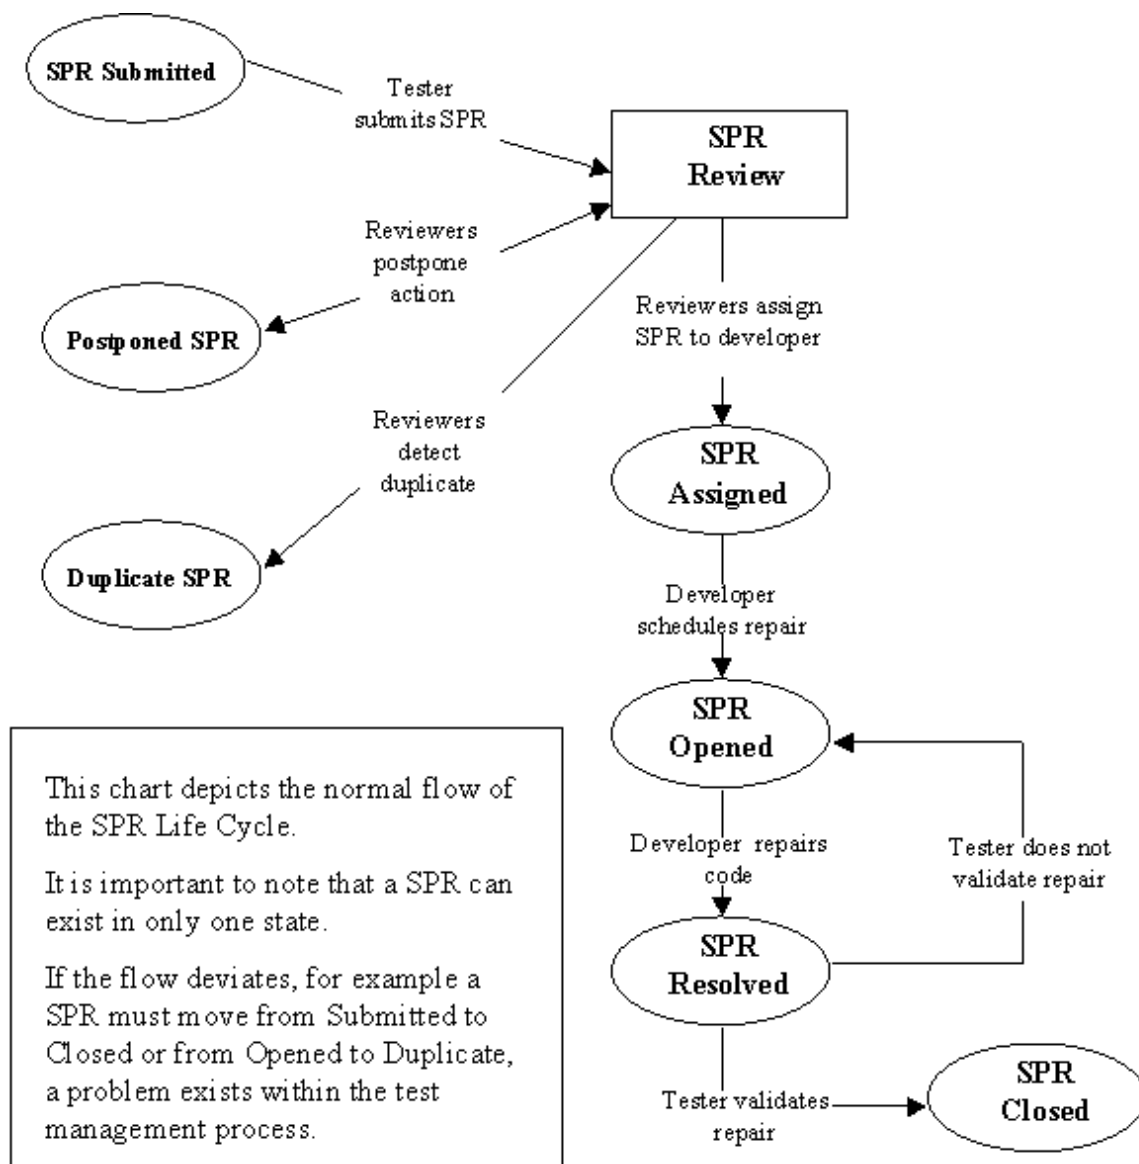 SPR Submitted
Tester
submits SPR
SPR
Review
Reviewers
postpone
action
Postponed SPR
Reviewers assign
SPR to developer
Reviewers
detect
duplicate
Duplicate SPR
SPR
Assigned
Developer
schedules repair
SPR
Opened
Developer repairs
code
Tester does not
validate repair
SPR
Resolved
Tester validates
repair
SPR
Closed
This chart depicts the normal flow of
the SPR Life Cycle.
It is important to note that a SPR can
exist in only one state.
If the flow deviates, for example a
SPR must move from Submitted to
Closed or from Opened to Duplicate,
a problem exists within the test
management process.